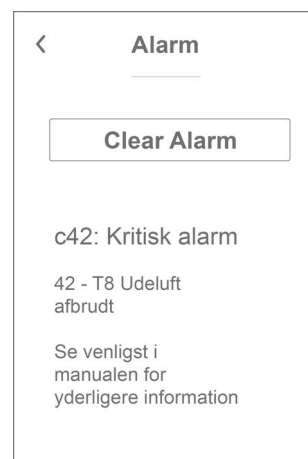 Alarm
Clear Alarm
c42: Kritisk alarm
42 - T8 Udeluft
afbrudt
Se venligst i
manualen for
yderligere information